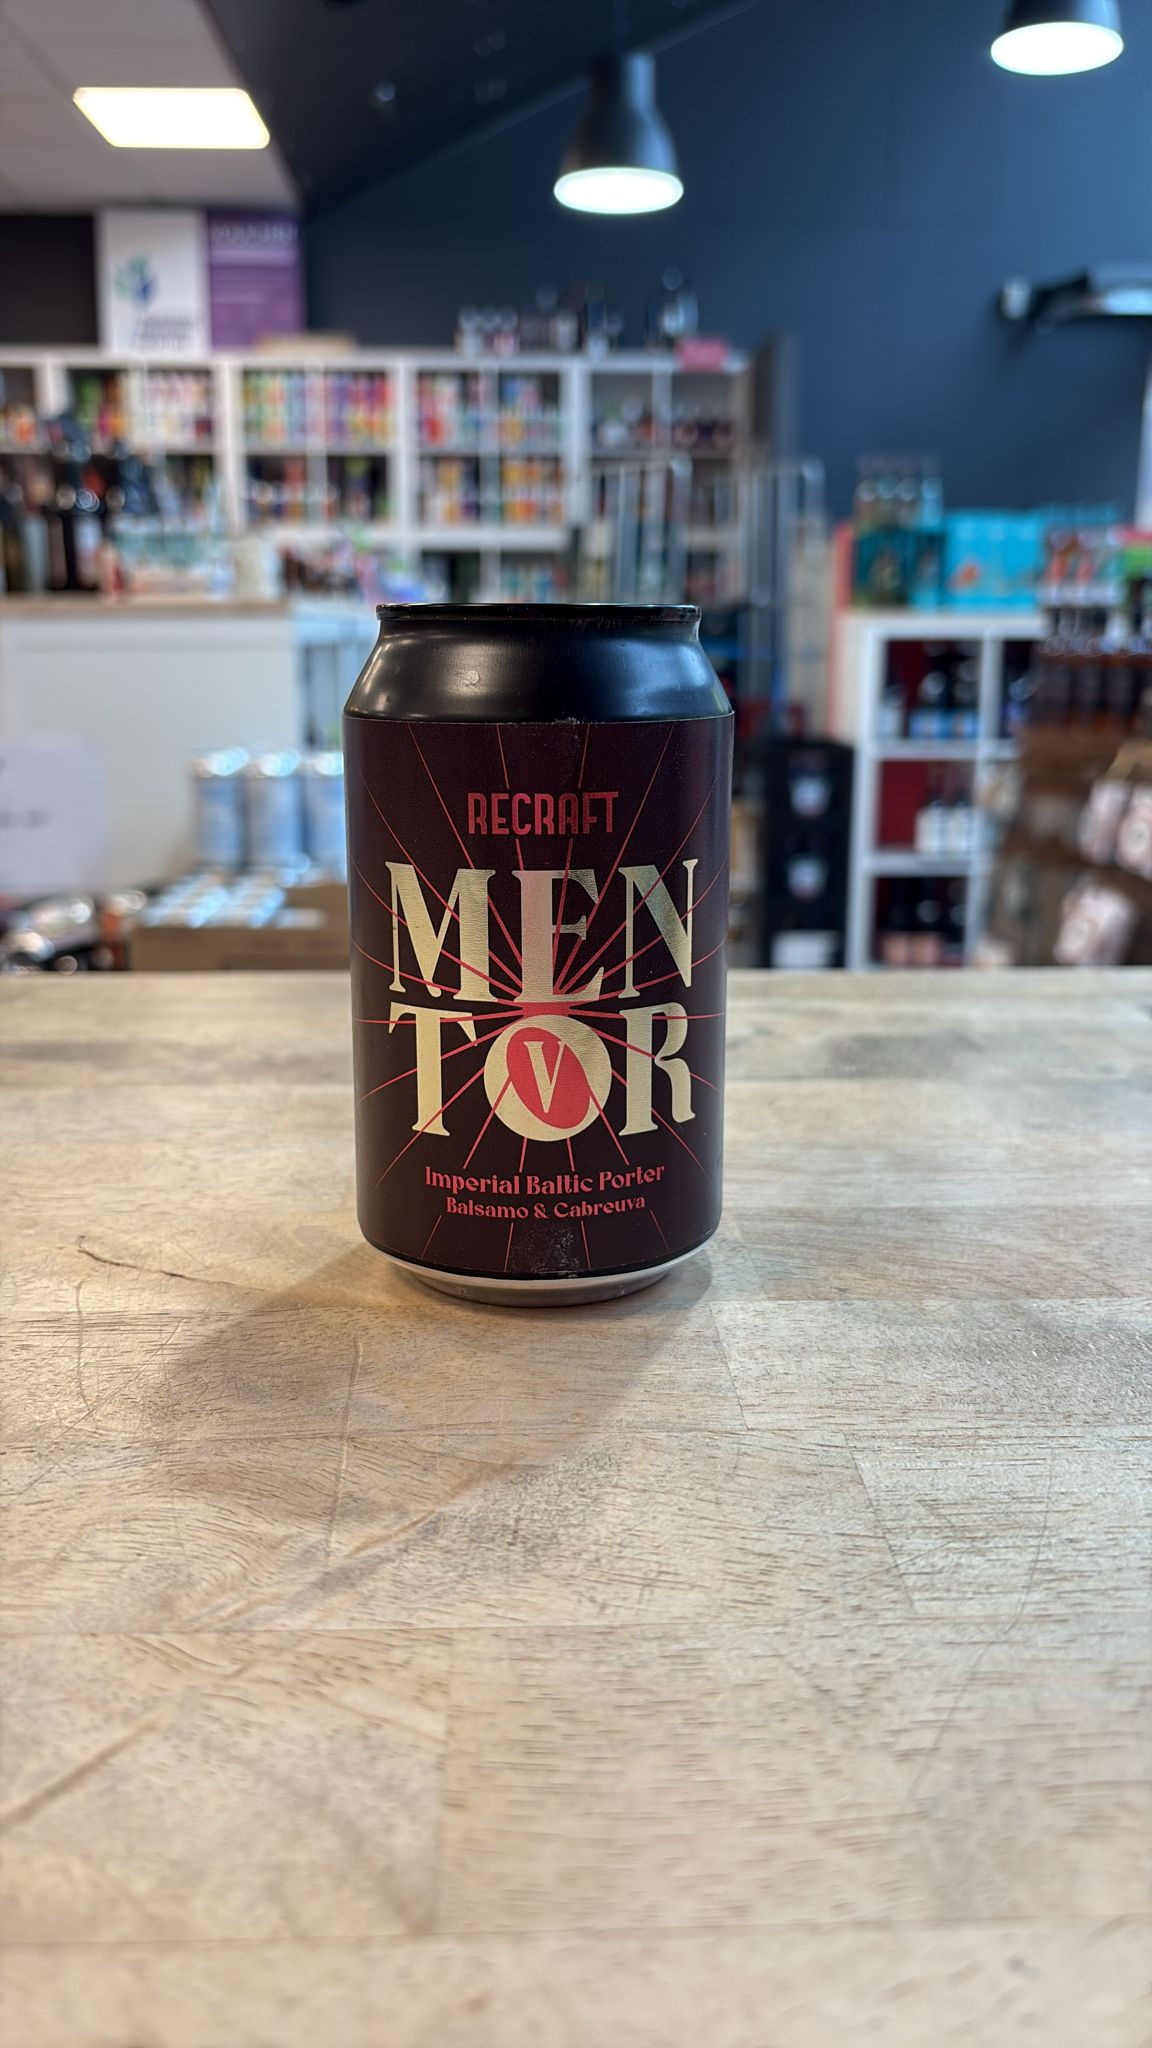 RECRAFT
MEN
TOR
V
Imperial Baltic Porter
Balsamo & Cabreuva